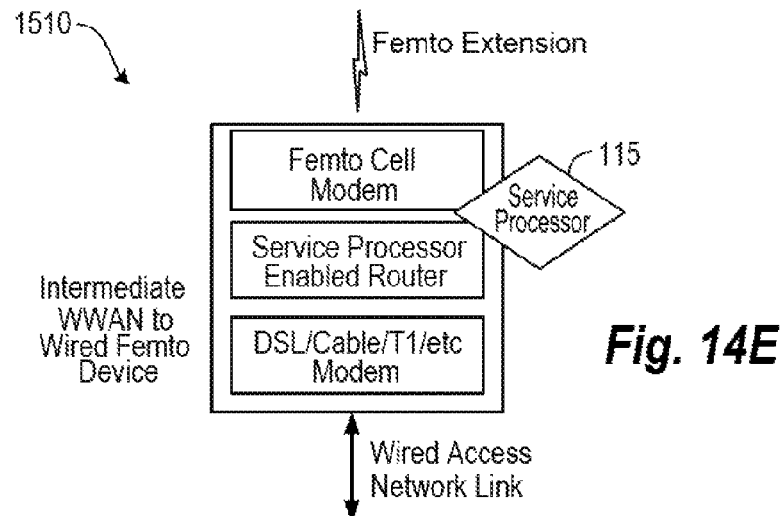 1510
Femto Extension
Femto Cell
Modem
115
Service
Processor
Service Processor
Enabled Router
Intermediate
WWAN to
Wired Femto
Device
DSL/Cable/T1/etc
Modem
Fig. 14E
Wired Access
Network Link